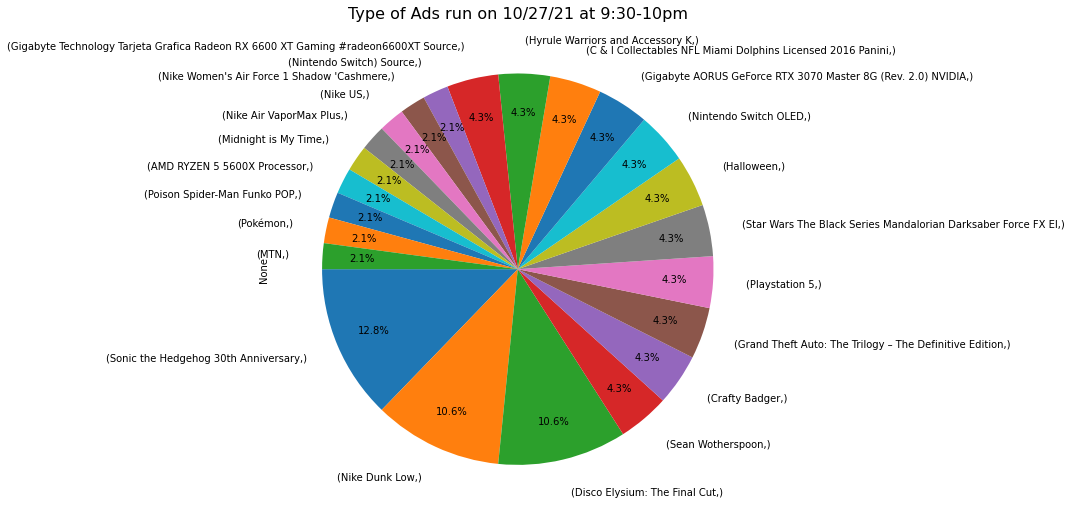 Type of Ads run on 10/27/21 at 9:30-10pm
(Hyrule Warriors and Accessory K,)
(Gigabyte Technology Tarjeta Grafica Radeon RX 6600 XT Gaming #radeon6600XT Source,)
(C & I Collectables NFL Miami Dolphins Licensed 2016 Panini,)
(Nintendo Switch) Source,)
(Nike Women's Air Force 1 Shadow 'Cashmere,)
(Gigabyte AORUS GeForce RTX 3070 Master 8G (Rev. 2.0) NVIDIA,)
(Nike US,)
(Nike Air VaporMax Plus,)
(Nintendo Switch OLED,)
(Midnight is My Time,)
(AMD RYZEN 5 5600X Processor,)
(Halloween,)
(Poison Spider-Man Funko POP,)
(Pokémon,)
(Star Wars The Black Series Mandalorian Darksaber Force FX El,)
(MTN,)
None
(Playstation 5,)
(Grand Theft Auto: The Trilogy – The Definitive Edition,)
(Sonic the Hedgehog 30th Anniversary,)
(Crafty Badger,)
(Sean Wotherspoon,)
(Nike Dunk Low,)
(Disco Elysium: The Final Cut,)
4.3%
4.3%
4.3%
4.3%
4.3%
4.3%
4.3%
4.3%
4.3%
4.3%
4.3%
2.1%
2.1%
2.1%
2.1%
2.1%
2.1%
2.1%
2.1%
2.1%
12.8%
10.6%
10.6%